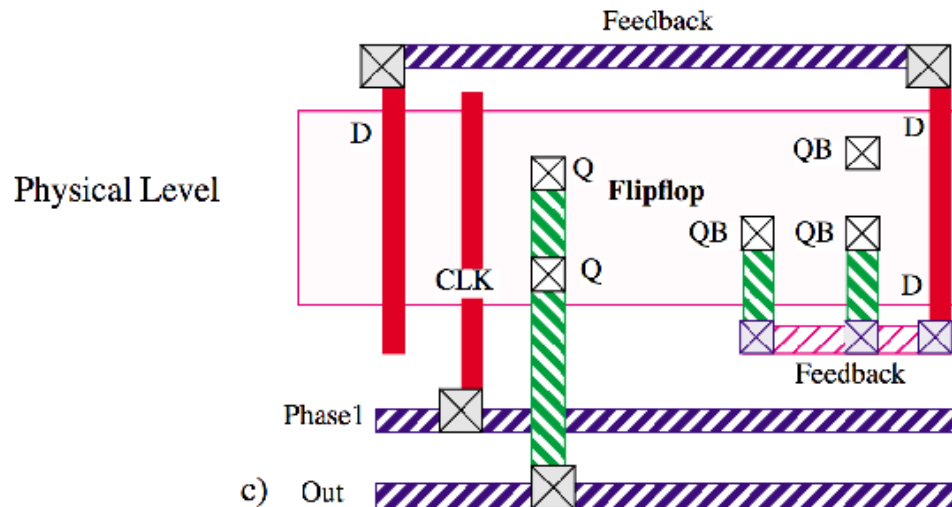 Feedback
D
D
QB
Physical Level
Q
Flipflop
QB
QB
CLK
Q
D
Feedback
Phase1
c) Out